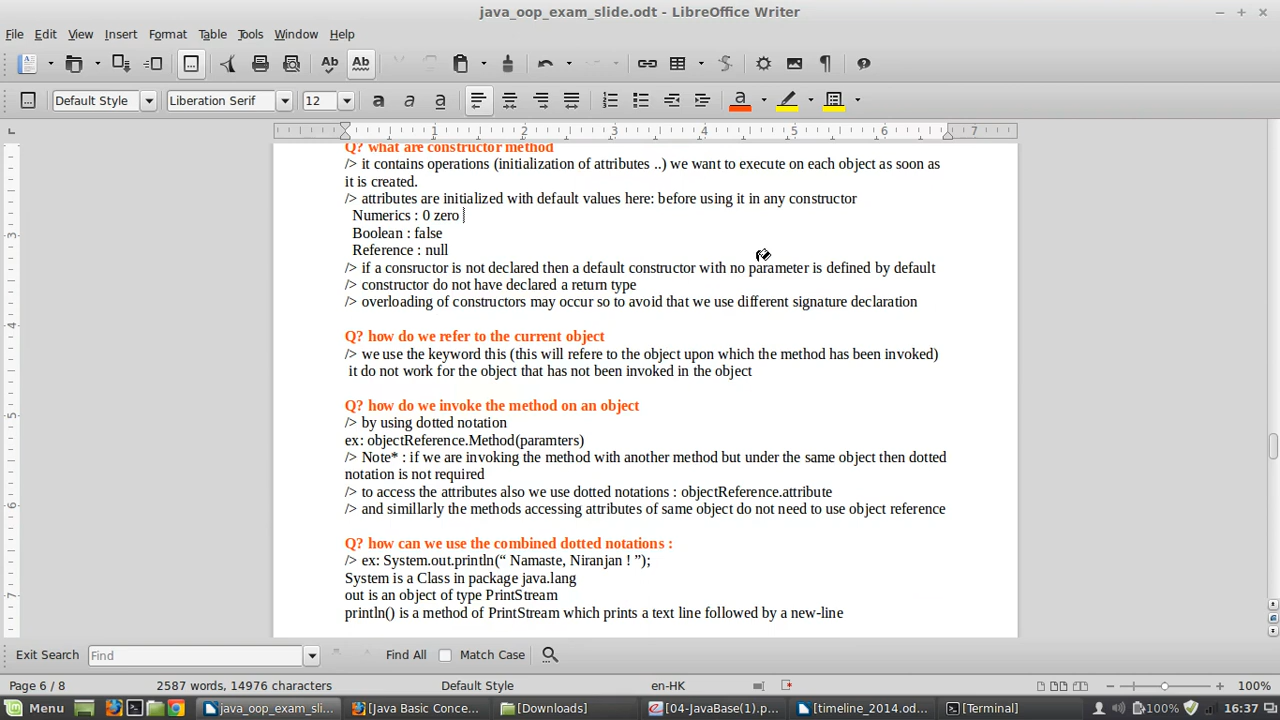 java_oop_exam_slide.odt - LibreOffice Writer
File Edit View Insert Format Table Tools Window Help
Default Style Liberation Serif 12
1 2 3 4 5 6 7
Q? what are constructor method
/> it contains operations (initialization of attributes ..) we want to execute on each object as soon as
it is created.
/> attributes are initialized with default values here: before using it in any constructor
Numerics : 0 zero
3
Boolean : false
Reference : null
/> if a consructor is not declared then a default constructor with no parameter is defined by default
/> constructor do not have declared a return type
/> overloading of constructors may occur so to avoid that we use different signature declaration
4
Q? how do we refer to the current object
/> we use the keyword this (this will refere to the object upon which the method has been invoked)
it do not work for the object that has not been invoked in the object
Q? how do we invoke the method on an object
5
/> by using dotted notation
ex: objectReference.Method(paramters)
/> Note* : if we are invoking the method with another method but under the same object then dotted
notation is not required
/> to access the attributes also we use dotted notations : objectReference.attribute
6
/> and simillarly the methods accessing attributes of same object do not need to use object reference
Q? how can we use the combined dotted notations :
/> ex: System.out.println(“ Namaste, Niranjan ! ”);
System is a Class in package java.lang
out is an object of type PrintStream
7
println() is a method of PrintStream which prints a text line followed by a new-line
Exit Search Find Find All Match Case
Page 6 / 8 2587 words, 14976 characters Default Style en-HK 100%
Menu java_oop_exam_sli... [Java Basic Conce... [Downloads] [04-JavaBase(1).p... [timeline_2014.od... [Terminal] 100% 16:37